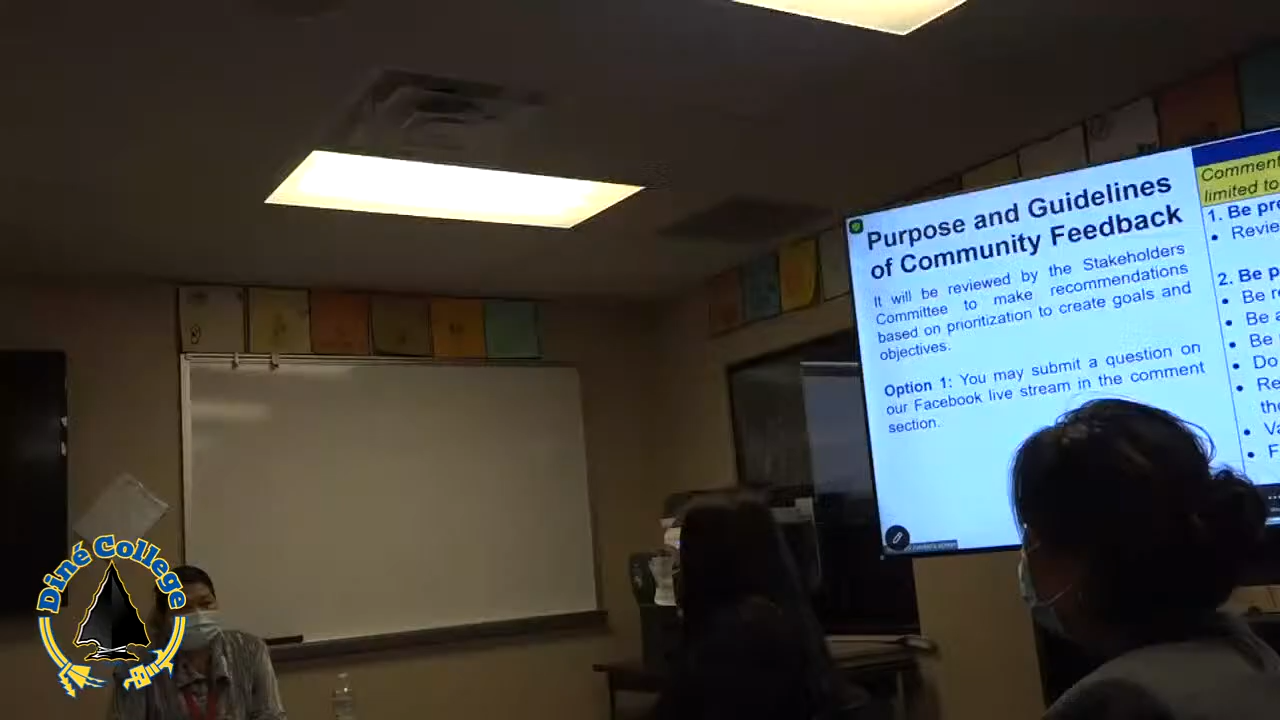 Purpose and Guidelines
of Community Feedback
It will be reviewed by the Stakeholders
Committee to make recommendations
based on prioritization to create goals and
objectives.
Option 1: You may submit a question on
our Facebook live stream in the comment
section.
Comment
limited to
1. Be pre
• Revie
2. Be p
• Be r
• Be a
• Be
• Do
• Re
the
• Va
• F
Diné College